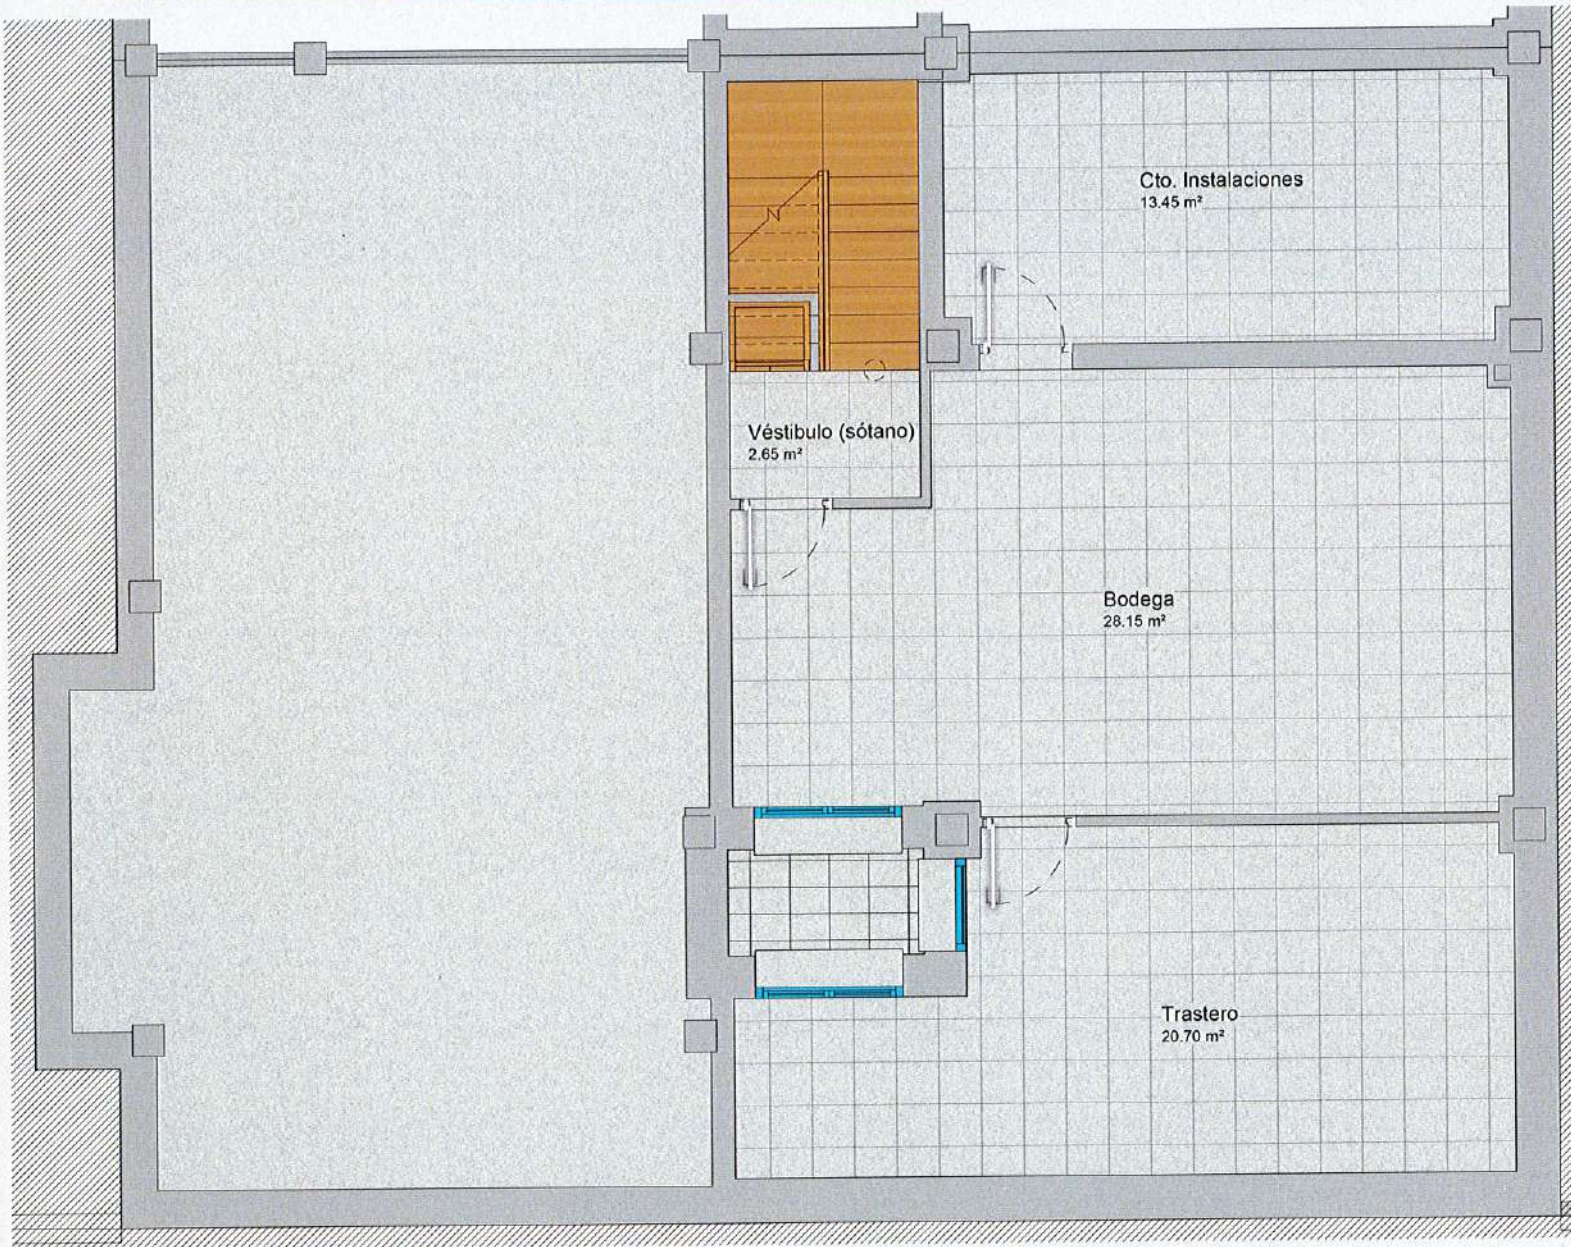 Cto. Instalaciones
13.45 m²
Véstibulo (sótano)
2.65 m²
Bodega
28.15 m²
Trastero
20.70 m²